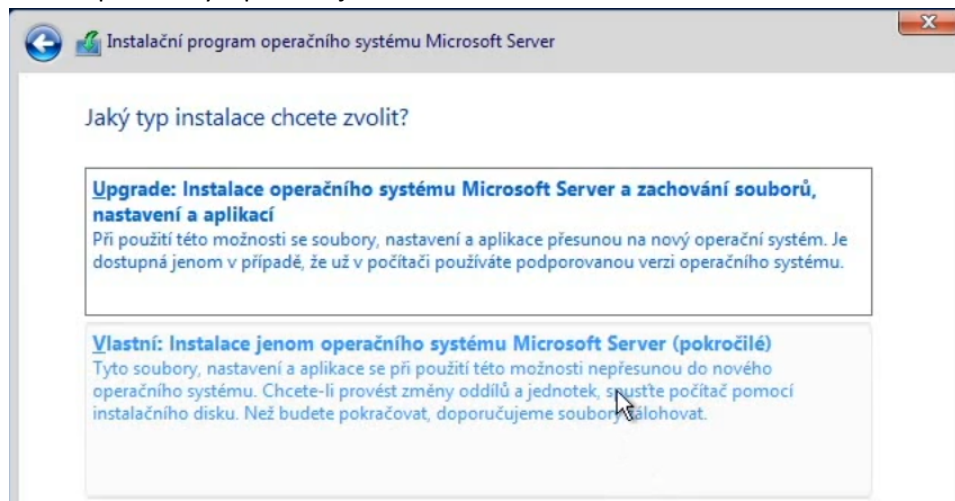 Instalační program operačního systému Microsoft Server
Jaký typ instalace chcete zvolit?
Upgrade: Instalace operačního systému Microsoft Server a zachování souborů,
nastavení a aplikací
Při použití této možnosti se soubory, nastavení a aplikace přesunou na nový operační systém. Je
dostupná jenom v případě, že už v počítači používáte podporovanou verzi operačního systému.
Vlastní: Instalace jenom operačního systému Microsoft Server (pokročilé)
Tyto soubory, nastavení a aplikace se při použití této možnosti nepřesunou do nového
operačního systému. Chcete-li provést změny oddílů a jednotek, spusťte počítač pomocí
instalačního disku. Než budete pokračovat, doporučujeme soubory zálohovat.